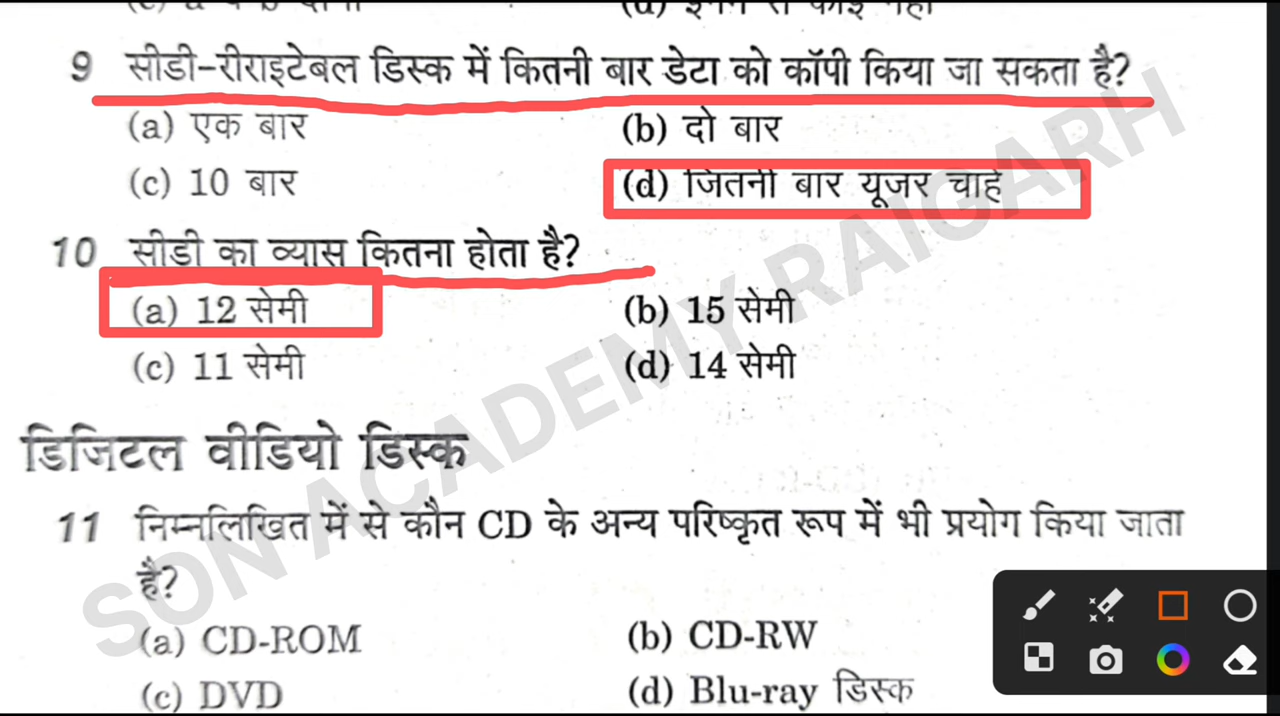 9 सीडी-रीराइटेबल डिस्क में कितनी बार डेटा को कॉपी किया जा सकता है?
(a) एक बार (b) दो बार
(c) 10 बार (d) जितनी बार यूजर चाहे
10 सीडी का व्यास कितना होता है?
(a) 12 सेमी (b) 15 सेमी
(c) 11 सेमी (d) 14 सेमी
डिजिटल वीडियो डिस्क
11 निम्नलिखित में से कौन CD के अन्य परिष्कृत रूप में भी प्रयोग किया जाता
है?
(a) CD-ROM (b) CD-RW
(c) DVD (d) Blu-ray डिस्क
SON ACADEMY RAIGARH